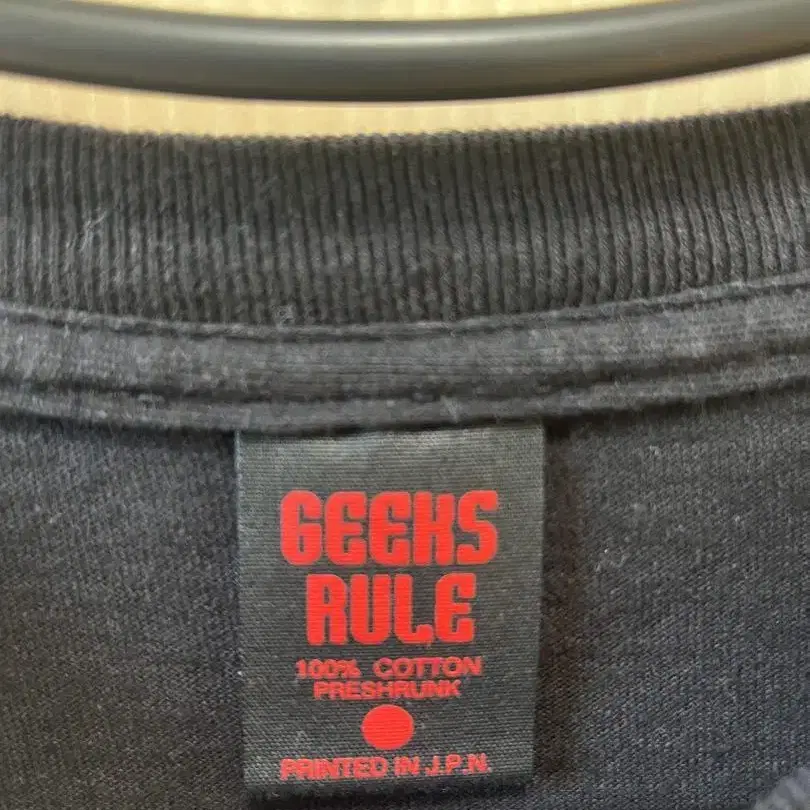 GEEKS
RULE
100% COTTON
PRESHRUNK
PRINTED IN J.P.N.